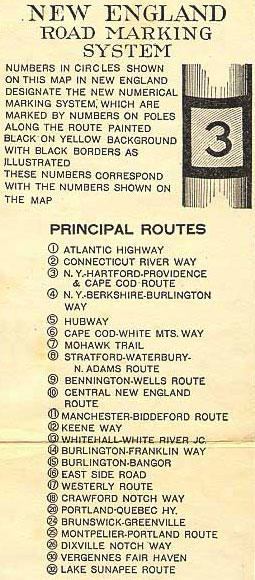 NEW ENGLAND
ROAD MARKING
SYSTEM
NUMBERS IN CIRCLES SHOWN
ON THIS MAP IN NEW ENGLAND
DESIGNATE THE NEW NUMERICAL
MARKING SYSTEM, WHICH ARE
MARKED BY NUMBERS ON POLES
ALONG THE ROUTE PAINTED
BLACK ON YELLOW BACKGROUND
WITH BLACK BORDERS AS
ILLUSTRATED
THESE NUMBERS CORRESPOND
WITH THE NUMBERS SHOWN ON
THE MAP
3
PRINCIPAL ROUTES
1 ATLANTIC HIGHWAY
2 CONNECTICUT RIVER WAY
3 N.Y.-HARTFORD-PROVIDENCE
& CAPE COD ROUTE
4 N.Y.-BERKSHIRE-BURLINGTON
WAY
5 HUBWAY
6 CAPE COD-WHITE MTS. WAY
7 MOHAWK TRAIL
8 STRATFORD-WATERBURY-
N. ADAMS ROUTE
9 BENNINGTON-WELLS ROUTE
10 CENTRAL NEW ENGLAND
ROUTE
11 MANCHESTER-BIDDEFORD ROUTE
12 KEENE WAY
13 WHITEHALL-WHITE RIVER JC.
14 BURLINGTON-FRANKLIN WAY
15 BURLINGTON-BANGOR
16 EAST SIDE ROAD
17 WESTERLY ROUTE
18 CRAWFORD NOTCH WAY
20 PORTLAND-QUEBEC HY.
24 BRUNSWICK-GREENVILLE
25 MONTPELIER-PORTLAND ROUTE
26 DIXVILLE NOTCH WAY
30 VERGENNES FAIR HAVEN
32 LAKE SUNAPEE ROUTE